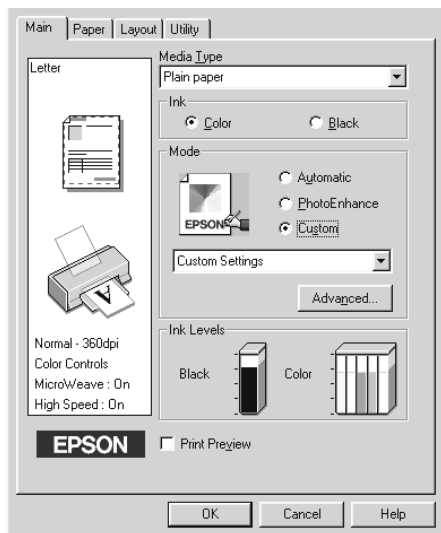 Main Paper Layout Utility
Letter
Media Type
Plain paper
Ink
Color Black
Mode
EPSON
Automatic
PhotoEnhance
Custom
Custom Settings
Advanced...
A
Normal - 360dpi
Color Controls
MicroWeave : On
High Speed : On
Ink Levels
Black Color
EPSON
Print Preview
OK Cancel Help